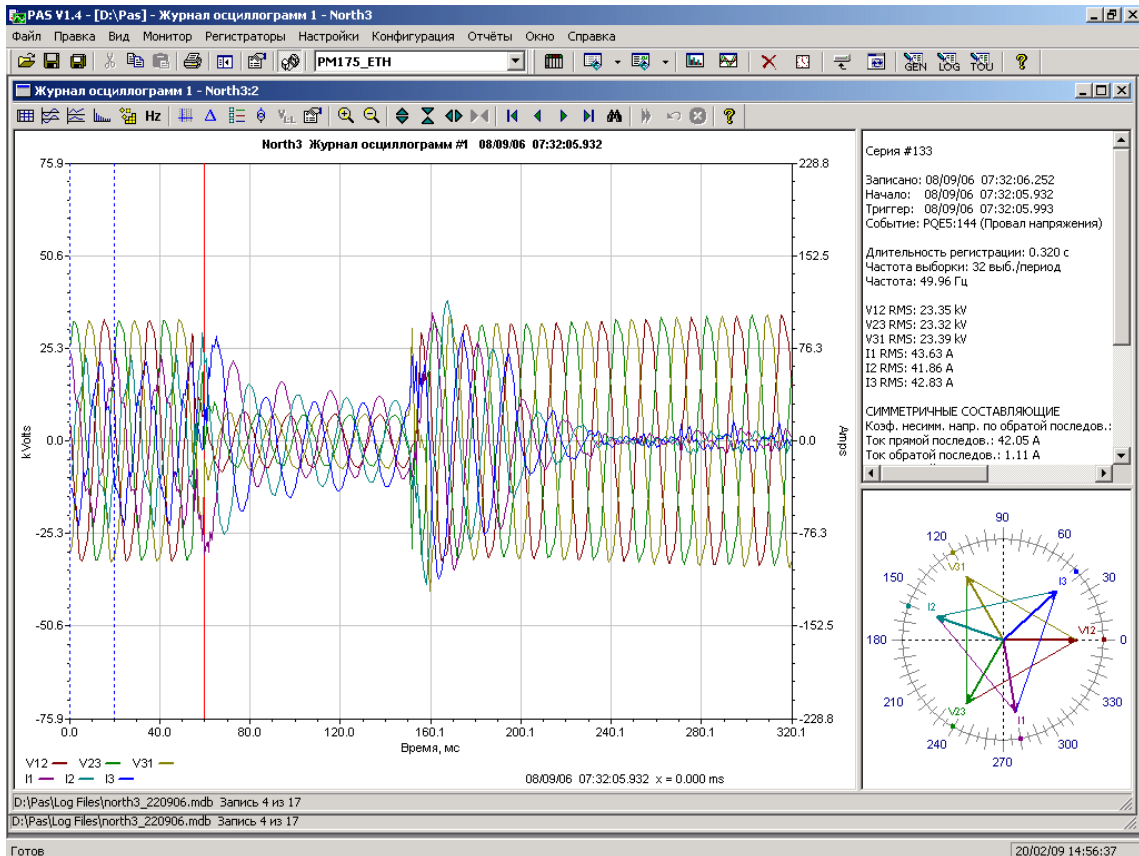 PAS V1.4 - [D:\Pas] - Журнал осциллограмм 1 - North3
Файл Правка Вид Монитор Регистраторы Настройки Конфигурация Отчёты Окно Справка
PM175_ETH
GEN LOG TOU
Журнал осциллограмм 1 - North3:2
Hz
North3 Журнал осциллограмм #1 08/09/06 07:32:05.932
75.9
50.6
25.3
0.0
-25.3
-50.6
-75.9
kVolts
228.8
152.5
76.3
0.0
-76.3
-152.5
-228.8
Amps
0.0 40.0 80.0 120.0 160.1 200.1 240.1 280.1 320.1
Время, мс
V12 V23 V31
I1 I2 I3
08/09/06 07:32:05.932 x = 0.000 ms
Серия #133
Записано: 08/09/06 07:32:06.252
Начало: 08/09/06 07:32:05.932
Триггер: 08/09/06 07:32:05.993
Событие: PQE5:144 (Провал напряжения)
Длительность регистрации: 0.320 с
Частота выборки: 32 выб./период
Частота: 49.96 Гц
V12 RMS: 23.35 kV
V23 RMS: 23.32 kV
V31 RMS: 23.39 kV
I1 RMS: 43.63 A
I2 RMS: 41.86 A
I3 RMS: 42.83 A
СИММЕТРИЧНЫЕ СОСТАВЛЯЮЩИЕ
Коэф. несимм. напр. по обратой последов.:
Ток прямой последов.: 42.05 A
Ток обратой последов.: 1.11 A
90
120 60
150 30
180 0
210 330
240 300
270
V31
I3
I2
V12
V23
I1
D:\Pas\Log Files\north3_220906.mdb Запись 4 из 17
D:\Pas\Log Files\north3_220906.mdb Запись 4 из 17
Готов
20/02/09 14:56:37